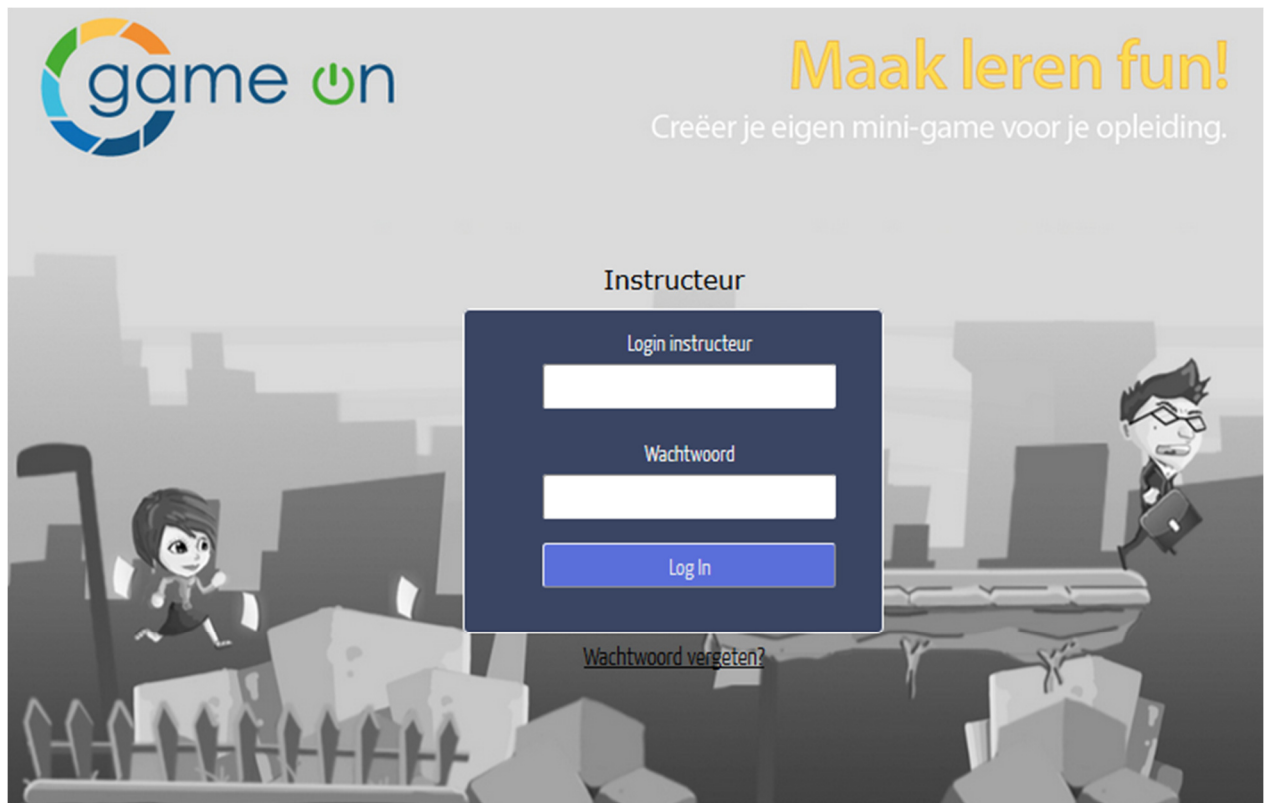 game on
Maak leren fun!
Creëer je eigen mini-game voor je opleiding.
Instructeur
Login instructeur
Wachtwoord
Log In
Wachtwoord vergeten?